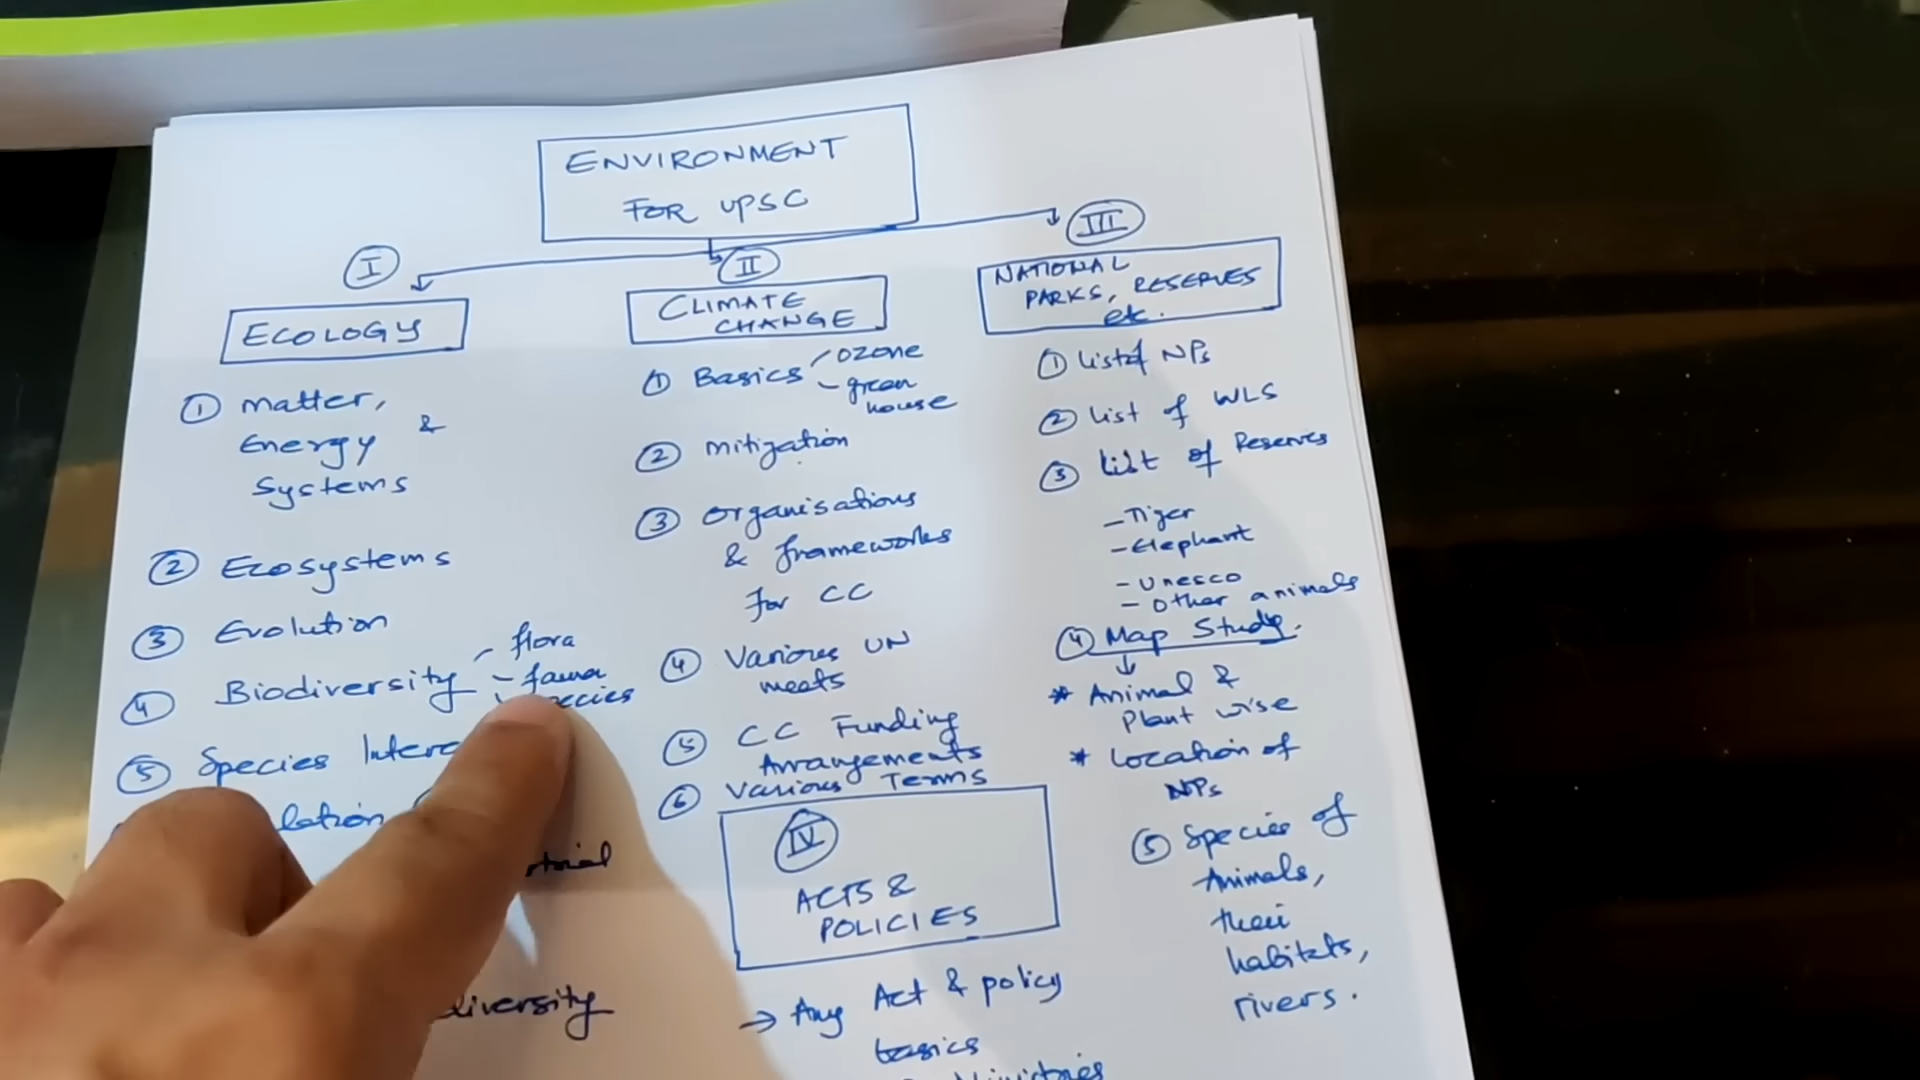 ENVIRONMENT
FOR UPSC
I
ECOLOGY
① matter,
Energy &
Systems
② Ecosystems
③ Evolution
④ Biodiversity - flora
- fauna
species
⑤ Species
lation
diversity
II
CLIMATE
CHANGE
① Basics - ozone
- green
house
② mitigation
③ organisations
& frameworks
for CC
④ Various UN
meets
⑤ CC Funding
Arrangements
⑥ Various Terms
IV
ACTS &
POLICIES
→ Any Act & policy
basics
Ministries
III
NATIONAL
PARKS, RESERVES
etc.
① list of NPs
② list of WLS
③ list of Reserves
- Tiger
- Elephant
- Unesco
- Other animals
④ Map Study.
* Animal &
Plant wise
* Location of
NPs
⑤ Species of
Animals,
their
habitats,
rivers.